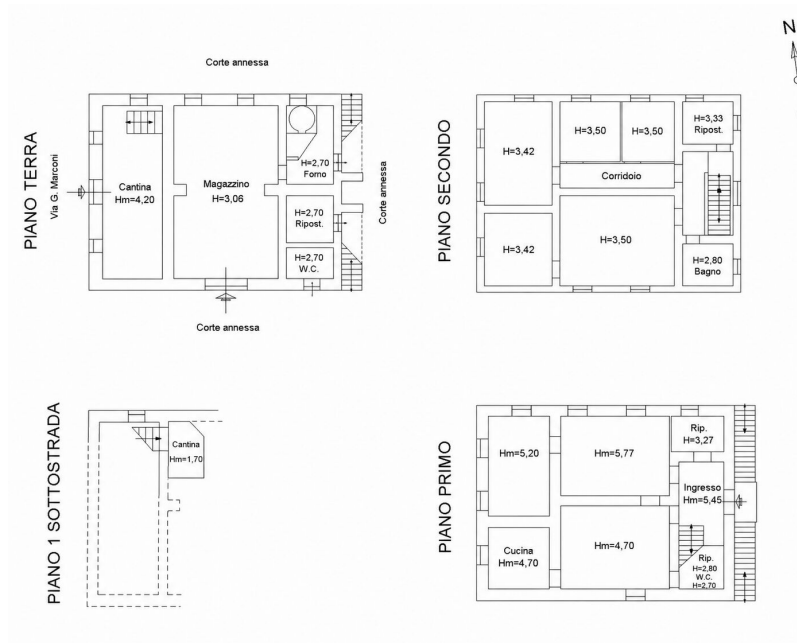 N
PIANO TERRA
Corte annessa
Via G. Marconi
Cantina
Hm=4,20
Magazzino
H=3,06
H=2,70
Forno
H=2,70
Ripost.
H=2,70
W.C.
Corte annessa
Corte annessa
PIANO SECONDO
H=3,42
H=3,50
H=3,50
H=3,33
Ripost.
Corridoio
H=3,42
H=3,50
H=2,80
Bagno
PIANO 1 SOTTOSTRADA
Cantina
Hm=1,70
PIANO PRIMO
Hm=5,20
Hm=5,77
Rip.
H=3,27
Ingresso
Hm=5,45
Cucina
Hm=4,70
Hm=4,70
Rip.
H=2,80
W.C.
H=2,70